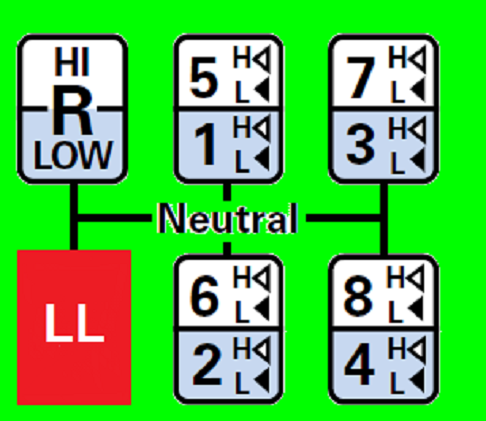 HI
R
LOW
5 H L
1 H L
7 H L
3 H L
Neutral
LL
6 H L
2 H L
8 H L
4 H L